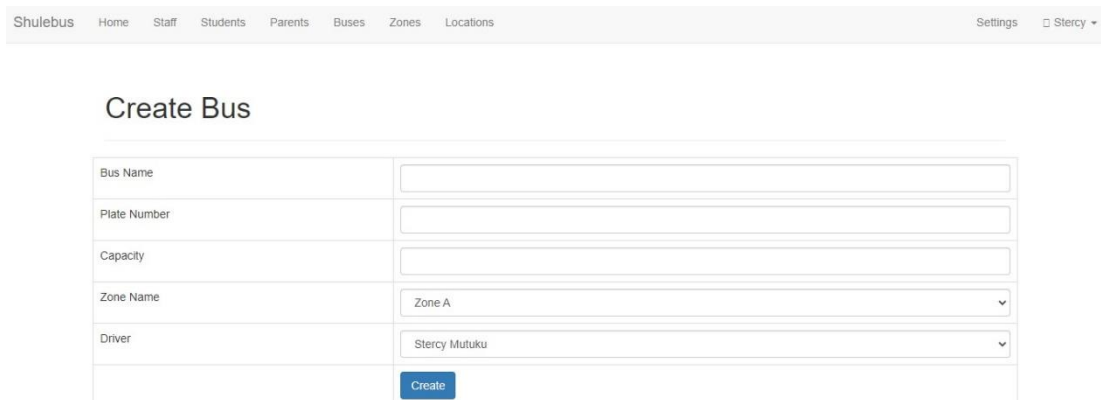 Shulebus Home Staff Students Parents Buses Zones Locations Settings Stercy
Create Bus
Bus Name
Plate Number
Capacity
Zone Name Zone A
Driver Stercy Mutuku
Create